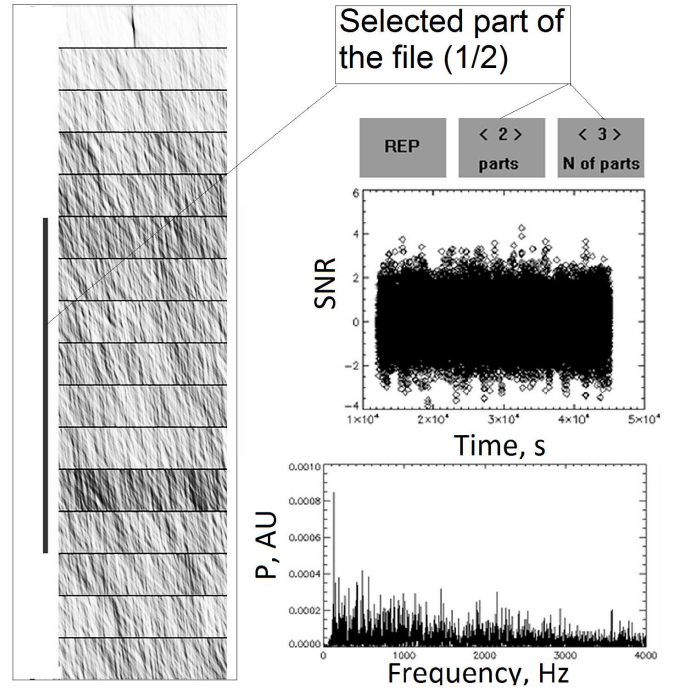 Selected part of
the file (1/2)
REP
< 2 >
parts
< 3 >
N of parts
6
4
2
0
−2
−4
SNR
1×10⁴
2×10⁴
3×10⁴
4×10⁴
5×10⁴
Time, s
0.0010
0.0008
0.0006
0.0004
0.0002
0.0000
P, AU
0
1000
2000
3000
4000
Frequency, Hz